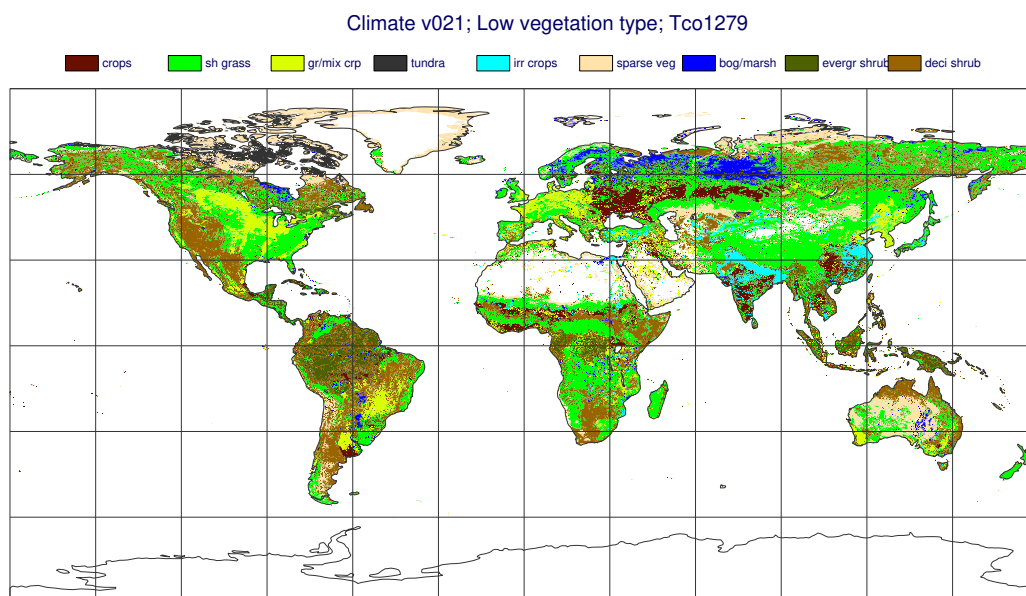 Climate v021; Low vegetation type; Tco1279
crops sh grass gr/mix crp tundra irr crops sparse veg bog/marsh evergr shrub deci shrub